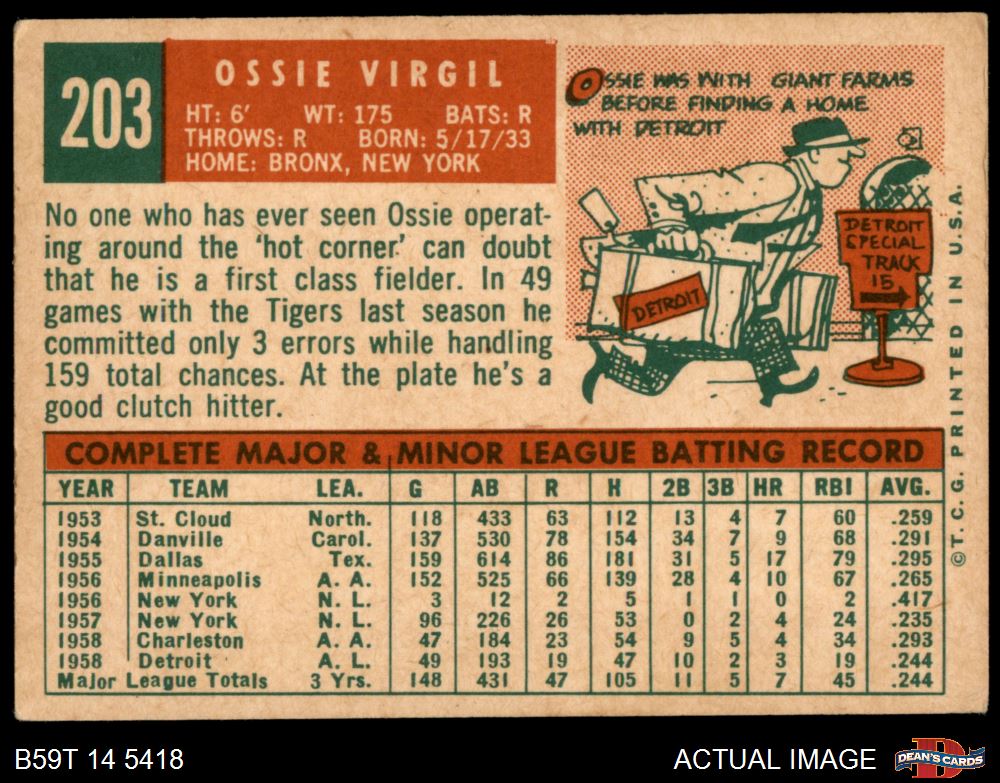 203
OSSIE VIRGIL
HT: 6' WT: 175 BATS: R
THROWS: R BORN: 5/17/33
HOME: BRONX, NEW YORK
OSSIE WAS WITH GIANT FARMS
BEFORE FINDING A HOME
WITH DETROIT
DETROIT
SPECIAL
TRACK
15
DETROIT
No one who has ever seen Ossie operat-
ing around the 'hot corner' can doubt
that he is a first class fielder. In 49
games with the Tigers last season he
committed only 3 errors while handling
159 total chances. At the plate he's a
good clutch hitter.
COMPLETE MAJOR & MINOR LEAGUE BATTING RECORD
YEAR TEAM LEA. G AB R H 2B 3B HR RBI AVG.
1953 St. Cloud North. 118 433 63 112 13 4 7 60 .259
1954 Danville Carol. 137 530 78 154 34 7 9 68 .291
1955 Dallas Tex. 159 614 86 181 31 5 17 79 .295
1956 Minneapolis A. A. 152 525 66 139 28 4 10 67 .265
1956 New York N. L. 3 12 2 5 1 1 0 2 .417
1957 New York N. L. 96 226 26 53 0 2 4 24 .235
1958 Charleston A. A. 47 184 23 54 9 5 4 34 .293
1958 Detroit A. L. 49 193 19 47 10 2 3 19 .244
Major League Totals 3 Yrs. 148 431 47 105 11 5 7 45 .244
©T. C. G. PRINTED IN U.S.A.
B59T 14 5418
ACTUAL IMAGE
DEAN'S CARDS